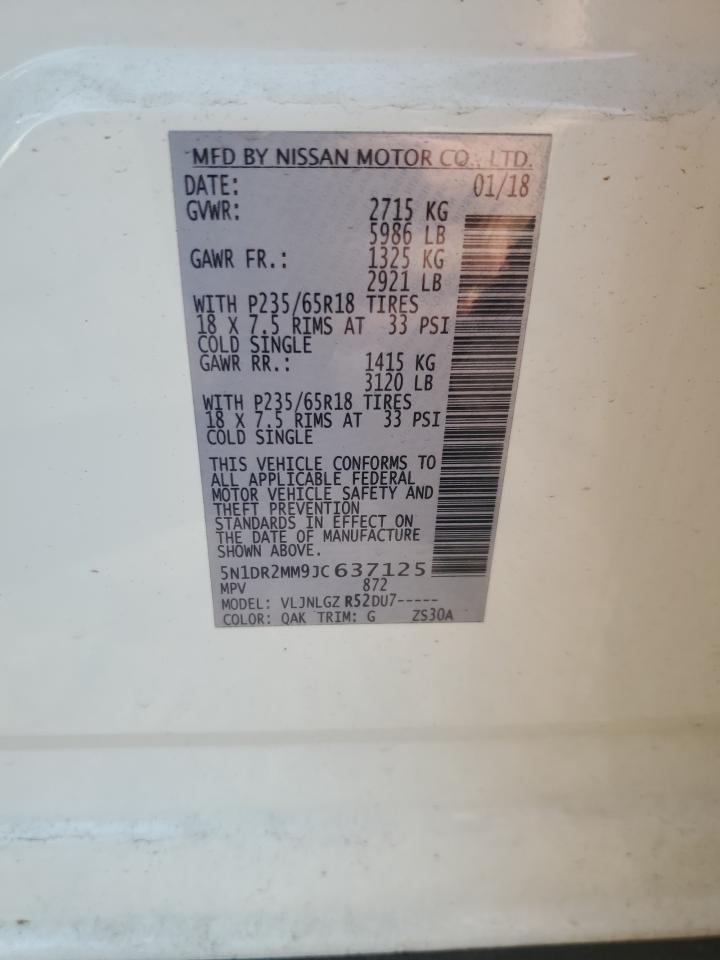 MFD BY NISSAN MOTOR CO., LTD.
DATE: 01/18
GVWR: 2715 KG
5986 LB
GAWR FR.: 1325 KG
2921 LB
WITH P235/65R18 TIRES
18 X 7.5 RIMS AT 33 PSI
COLD SINGLE
GAWR RR.: 1415 KG
3120 LB
WITH P235/65R18 TIRES
18 X 7.5 RIMS AT 33 PSI
COLD SINGLE
THIS VEHICLE CONFORMS TO
ALL APPLICABLE FEDERAL
MOTOR VEHICLE SAFETY AND
THEFT PREVENTION
STANDARDS IN EFFECT ON
THE DATE OF MANUFACTURE
SHOWN ABOVE.
5N1DR2MM9JC637125
MPV 872
MODEL: VLJNLGZ R52DU7-----
COLOR: QAK TRIM: G ZS30A